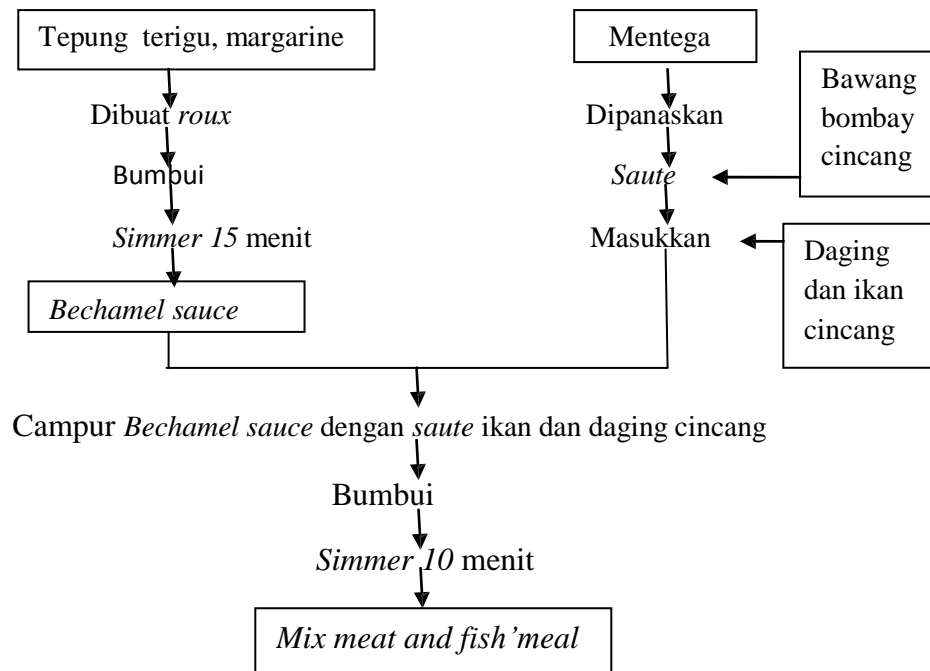 Tepung terigu, margarine
Mentega
Dibuat roux
Dipanaskan
Bawang
bombay
cincang
Bumbui
Saute
Simmer 15 menit
Masukkan
Daging
dan ikan
cincang
Bechamel sauce
Campur Bechamel sauce dengan saute ikan dan daging cincang
Bumbui
Simmer 10 menit
Mix meat and fish’meal